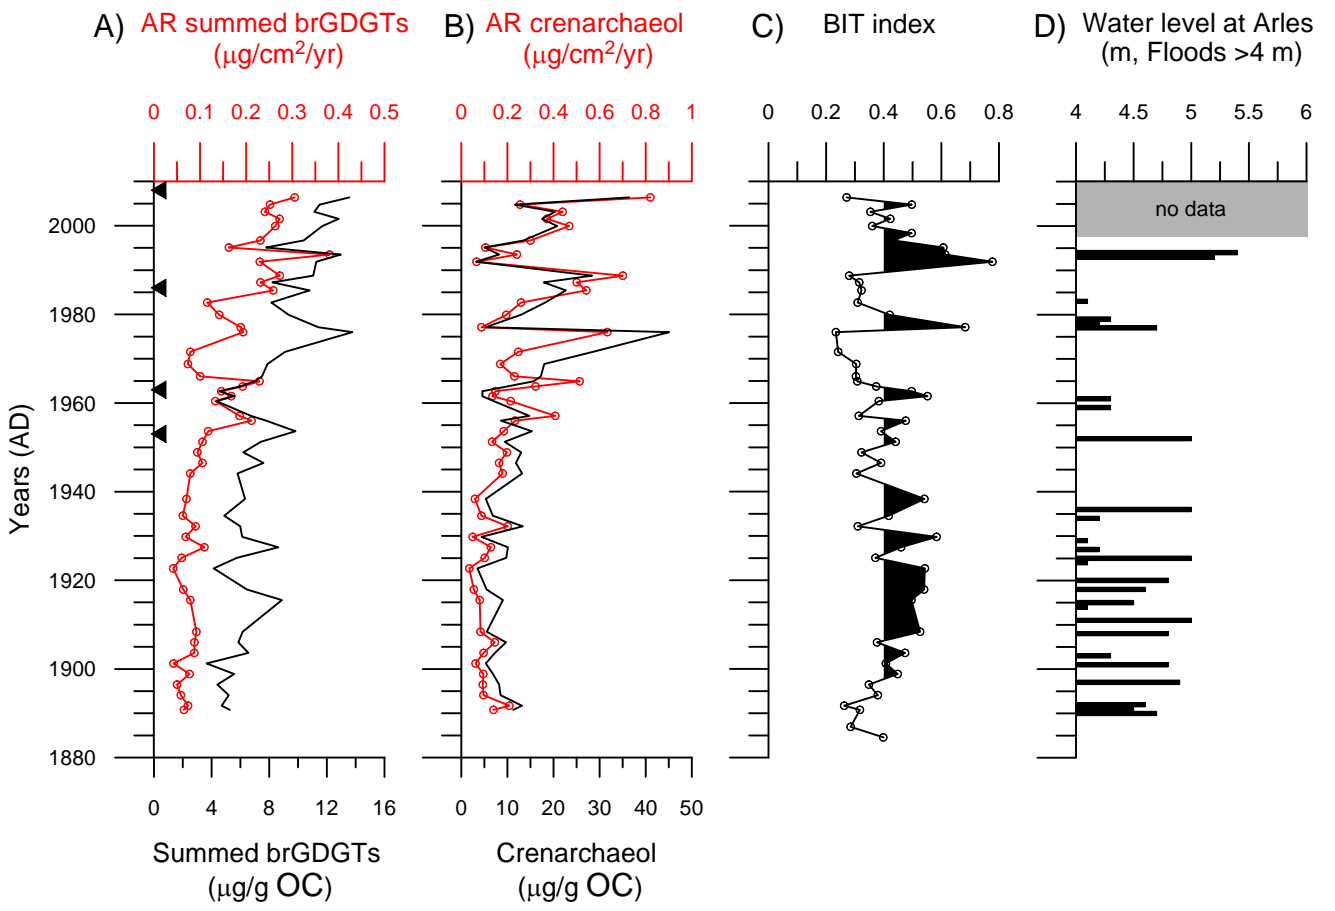 A) AR summed brGDGTs
(μg/cm²/yr)
B) AR crenarchaeol
(μg/cm²/yr)
C) BIT index
D) Water level at Arles
(m, Floods >4 m)
0 0.1 0.2 0.3 0.4 0.5
0 0.2 0.4 0.6 0.8 1
0 0.2 0.4 0.6 0.8
4 4.5 5 5.5 6
no data
Years (AD)
2000
1980
1960
1940
1920
1900
1880
0 4 8 12 16
0 10 20 30 40 50
Summed brGDGTs
(μg/g OC)
Crenarchaeol
(μg/g OC)